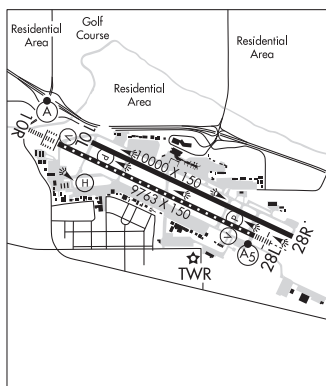 Golf
Course
Residential
Area
Residential
Area
Residential
Area
A
10R
V
10L
P
H
10000 X 150
9763 X 150
P
V
28L
28R
A5
TWR